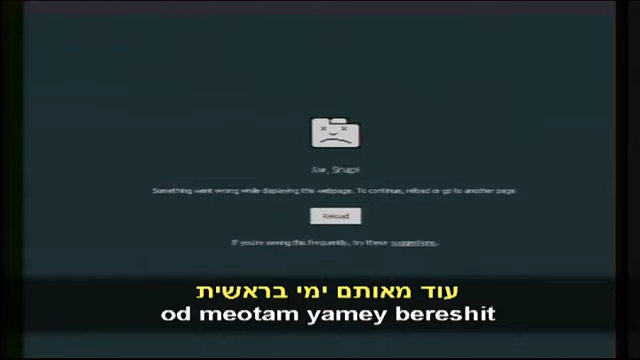 Aw, Snap!
Something went wrong while displaying this webpage. To continue, reload or go to another page.
Reload
If you're seeing this frequently, try these suggestions.
עוד מאותם ימי בראשית
od meotam yamey bereshit